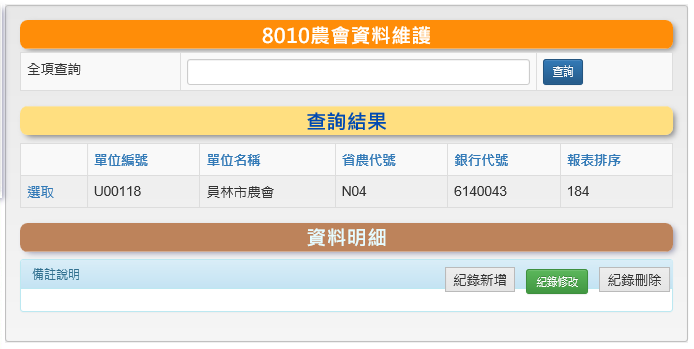 8010農會資料維護
全項查詢 查詢
查詢結果
單位編號 單位名稱 省農代號 銀行代號 報表排序
選取 U00118 員林市農會 N04 6140043 184
資料明細
備註說明 紀錄新增 紀錄修改 紀錄刪除